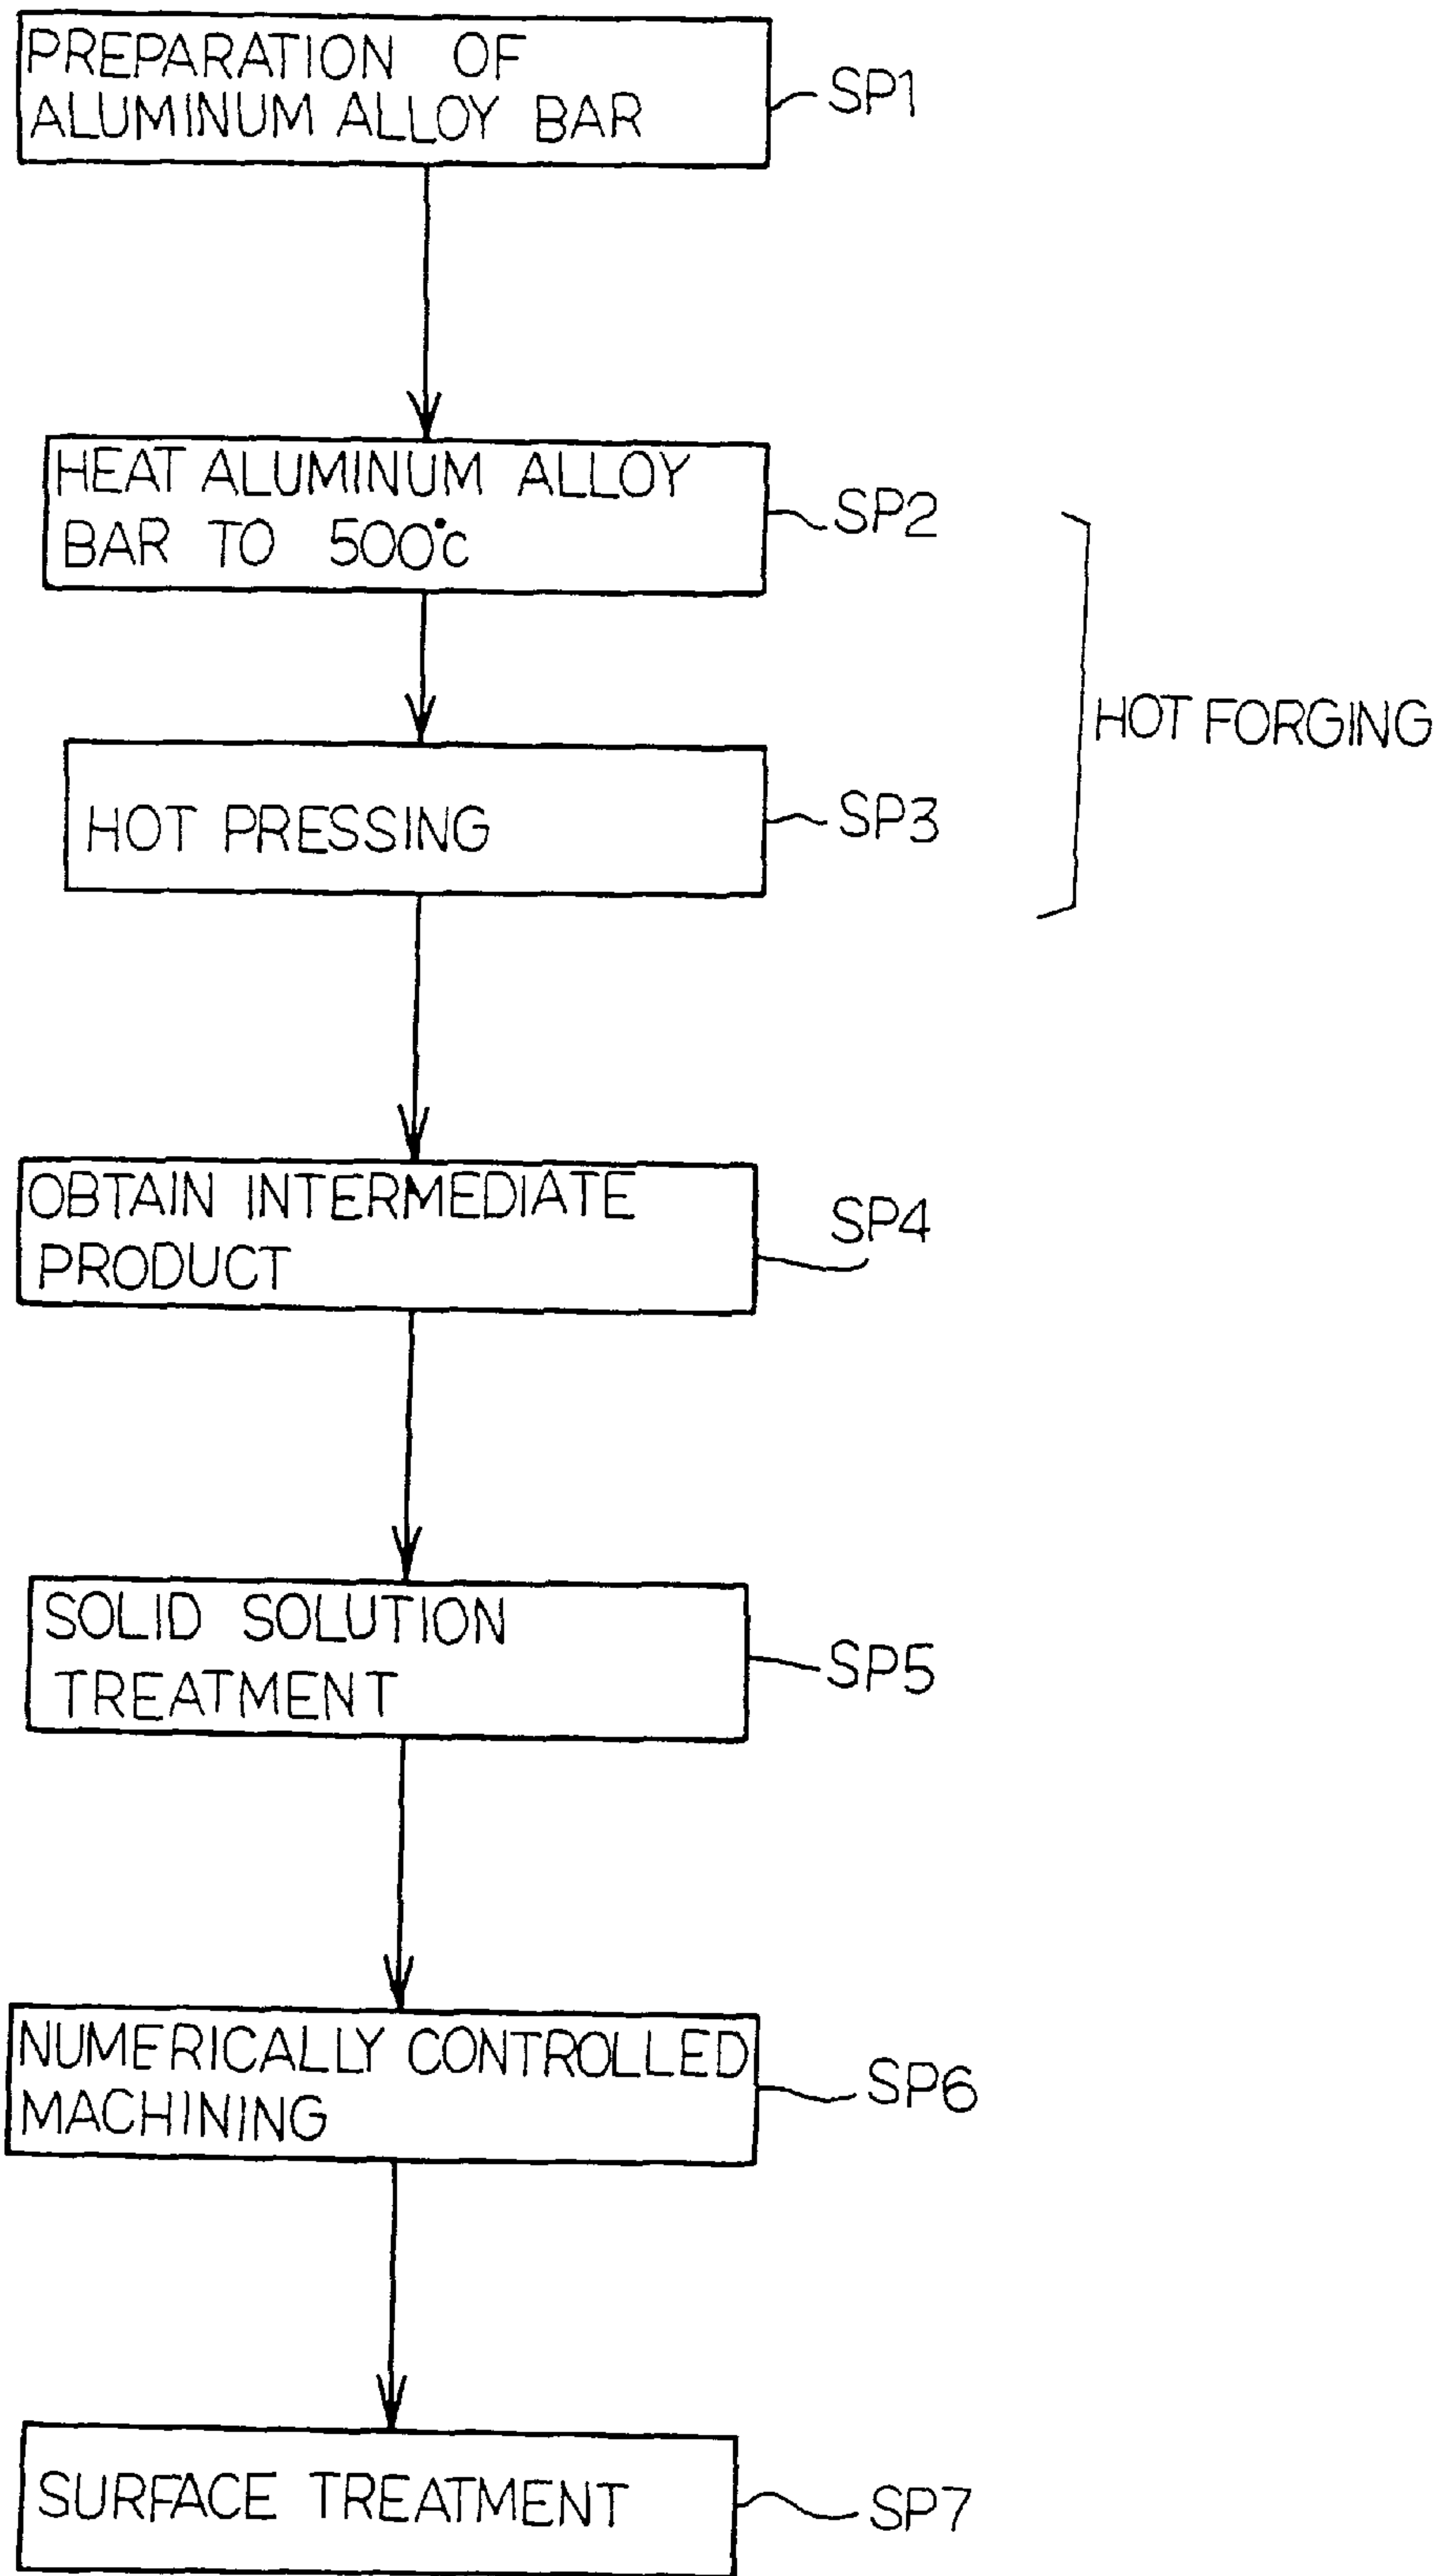 PREPARATION OF
ALUMINUM ALLOY BAR
SP1
HEAT ALUMINUM ALLOY
BAR TO 500°C
SP2
HOT PRESSING
SP3
HOT FORGING
OBTAIN INTERMEDIATE
PRODUCT
SP4
SOLID SOLUTION
TREATMENT
SP5
NUMERICALLY CONTROLLED
MACHINING
SP6
SURFACE TREATMENT
SP7